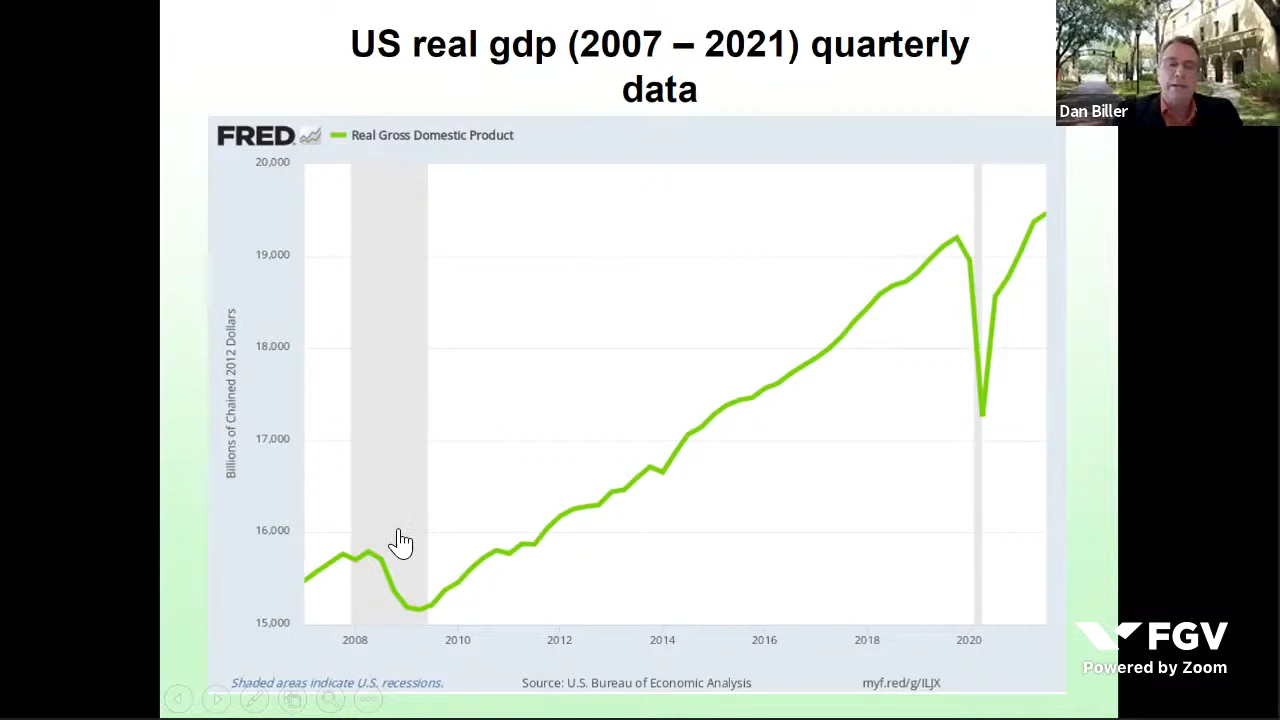 US real gdp (2007 – 2021) quarterly
data
Dan Biller
FRED
Real Gross Domestic Product
20,000
19,000
18,000
17,000
16,000
15,000
Billions of Chained 2012 Dollars
2008 2010 2012 2014 2016 2018 2020
Shaded areas indicate U.S. recessions. Source: U.S. Bureau of Economic Analysis myf.red/g/ILJX
FGV
Powered by Zoom